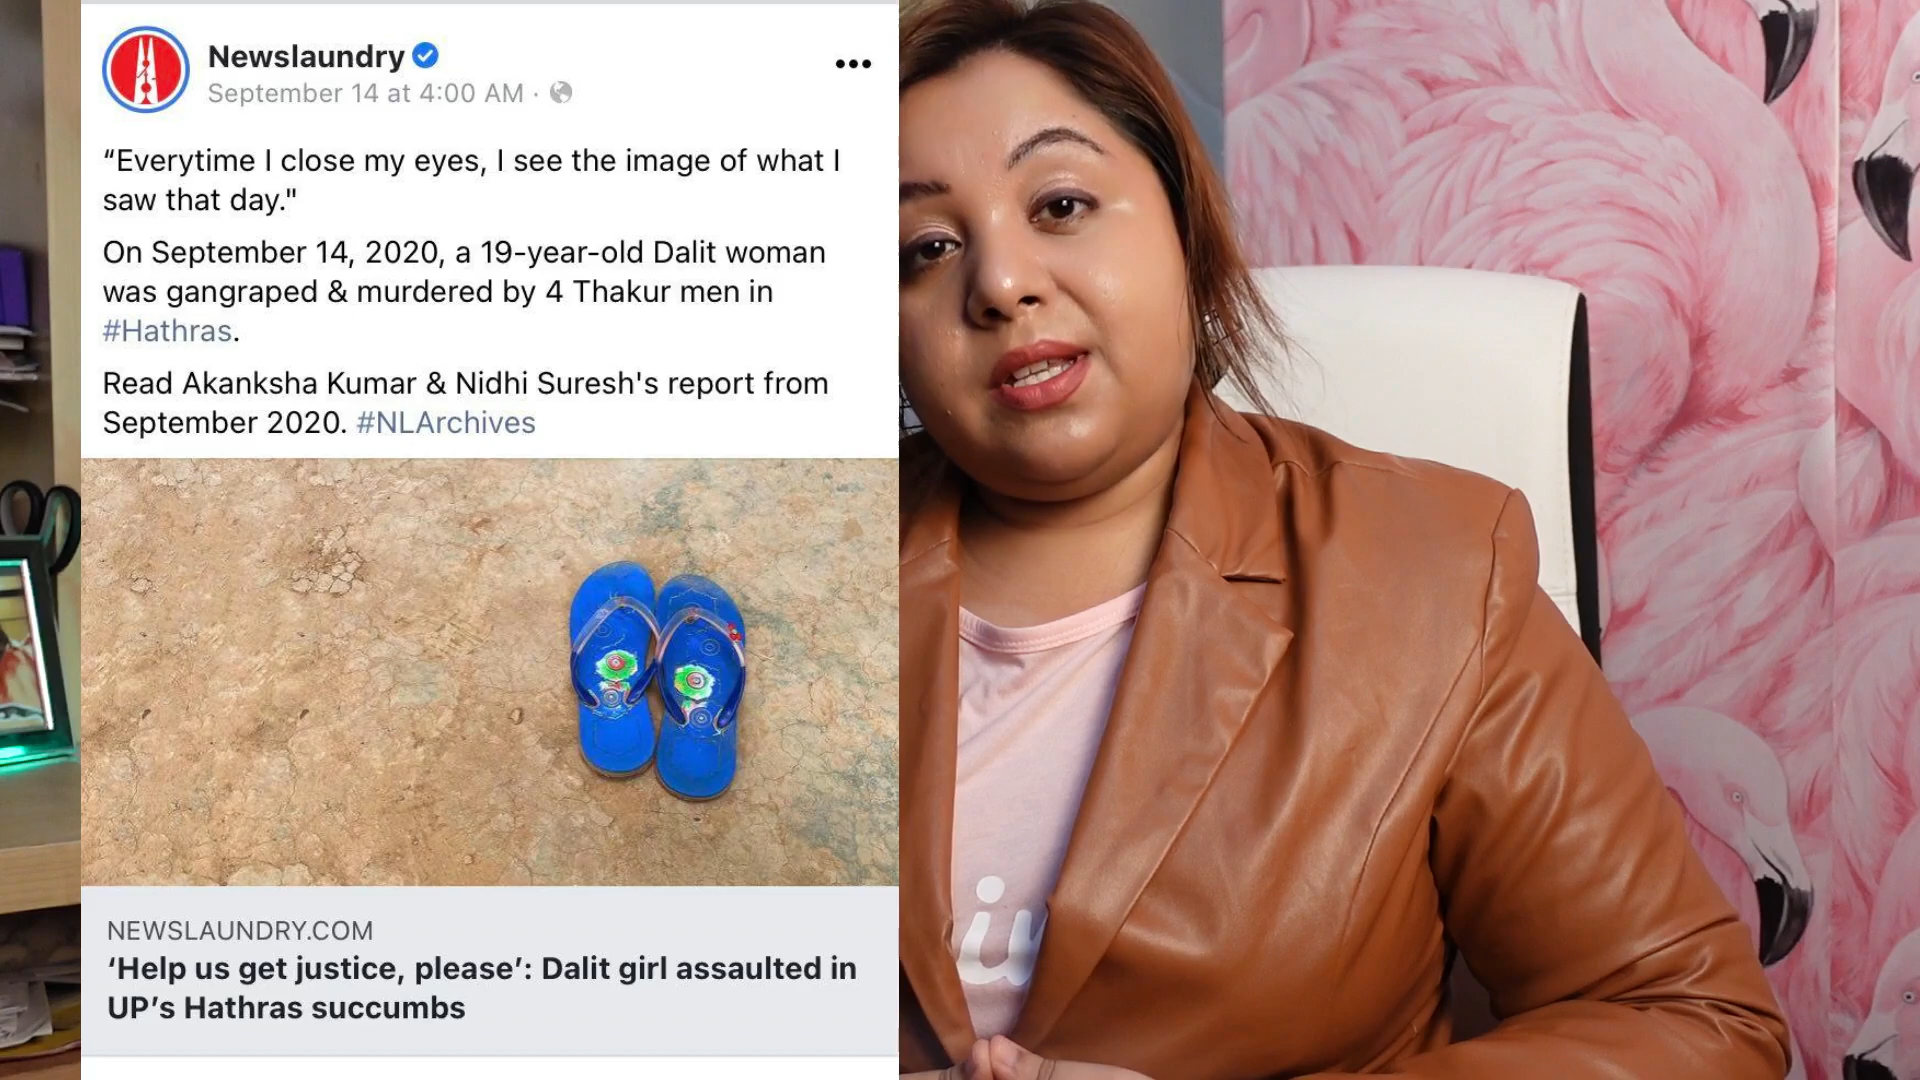 Newslaundry
September 14 at 4:00 AM ·
“Everytime I close my eyes, I see the image of what I
saw that day."
On September 14, 2020, a 19-year-old Dalit woman
was gangraped & murdered by 4 Thakur men in
#Hathras.
Read Akanksha Kumar & Nidhi Suresh's report from
September 2020. #NLArchives
NEWSLAUNDRY.COM
‘Help us get justice, please’: Dalit girl assaulted in
UP’s Hathras succumbs